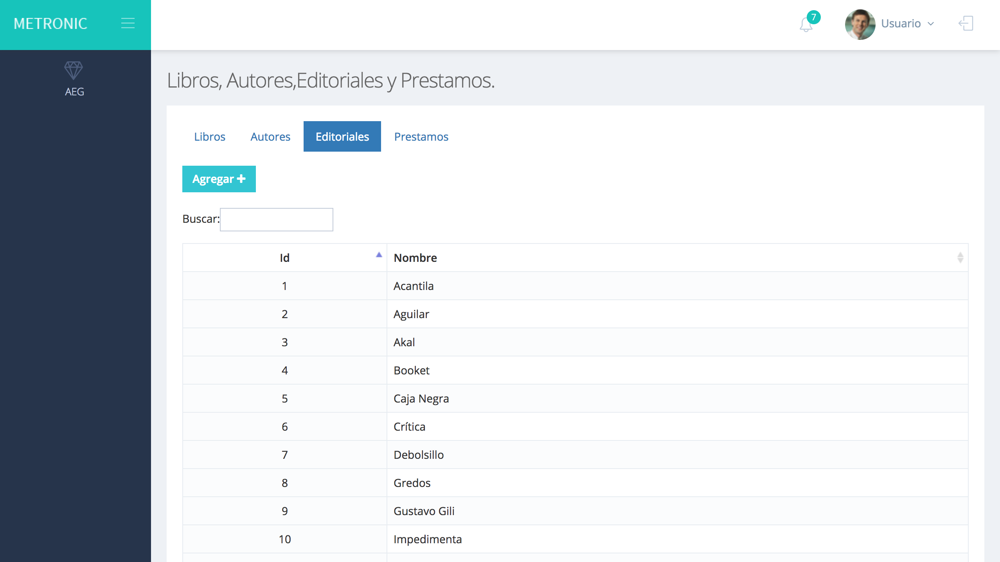 METRONIC
7
Usuario
AEG
Libros, Autores,Editoriales y Prestamos.
Libros Autores Editoriales Prestamos
Agregar
Buscar:
Id Nombre
1 Acantila
2 Aguilar
3 Akal
4 Booket
5 Caja Negra
6 Crítica
7 Debolsillo
8 Gredos
9 Gustavo Gili
10 Impedimenta